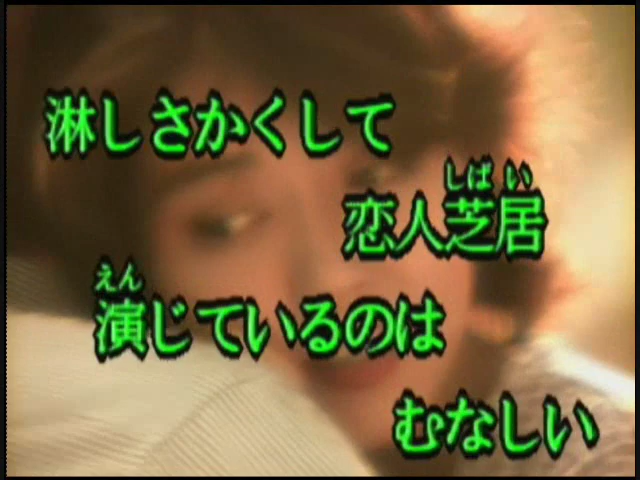 淋しさかくして
しばい
恋人芝居
えん
演じているのは
むなしい